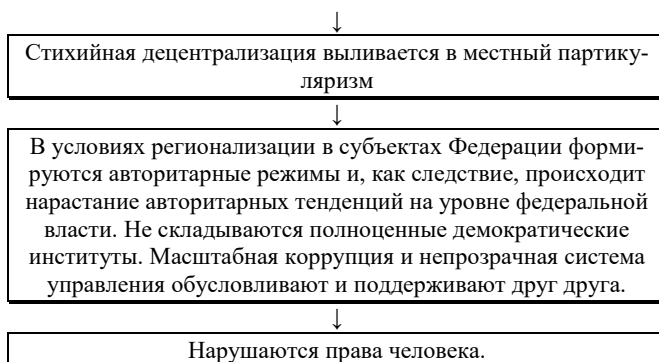 ↓
Стихийная децентрализация выливается в местный партику-
ляризм
↓
В условиях регионализации в субъектах Федерации форми-
руются авторитарные режимы и, как следствие, происходит
нарастание авторитарных тенденций на уровне федеральной
власти. Не складываются полноценные демократические
институты. Масштабная коррупция и непрозрачная система
управления обусловливают и поддерживают друг друга.
↓
Нарушаются права человека.